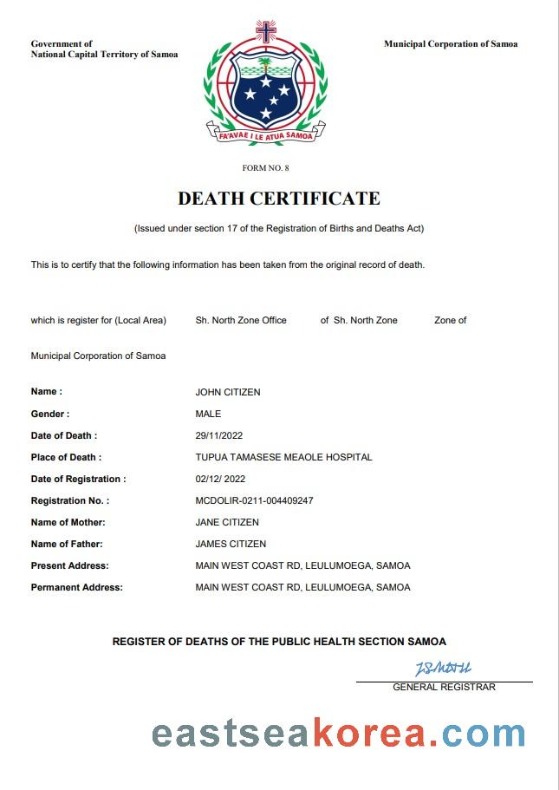 Government of
National Capital Territory of Samoa
Municipal Corporation of Samoa
FA'AVAE I LE ATUA SAMOA
FORM NO. 8
DEATH CERTIFICATE
(Issued under section 17 of the Registration of Births and Deaths Act)
This is to certify that the following information has been taken from the original record of death.
which is register for (Local Area) Sh. North Zone Office of Sh. North Zone Zone of
Municipal Corporation of Samoa
Name : JOHN CITIZEN
Gender : MALE
Date of Death : 29/11/2022
Place of Death : TUPUA TAMASESE MEAOLE HOSPITAL
Date of Registration : 02/12/ 2022
Registration No. : MCDOLIR-0211-004409247
Name of Mother: JANE CITIZEN
Name of Father: JAMES CITIZEN
Present Address: MAIN WEST COAST RD, LEULUMOEGA, SAMOA
Permanent Address: MAIN WEST COAST RD, LEULUMOEGA, SAMOA
REGISTER OF DEATHS OF THE PUBLIC HEALTH SECTION SAMOA
GENERAL REGISTRAR
eastseakorea.com